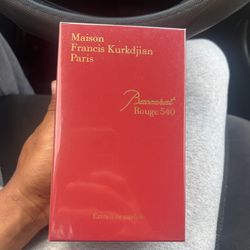 Maison
Francis Kurkdjian
Paris
Baccarat
Rouge 540
Extrait de parfum